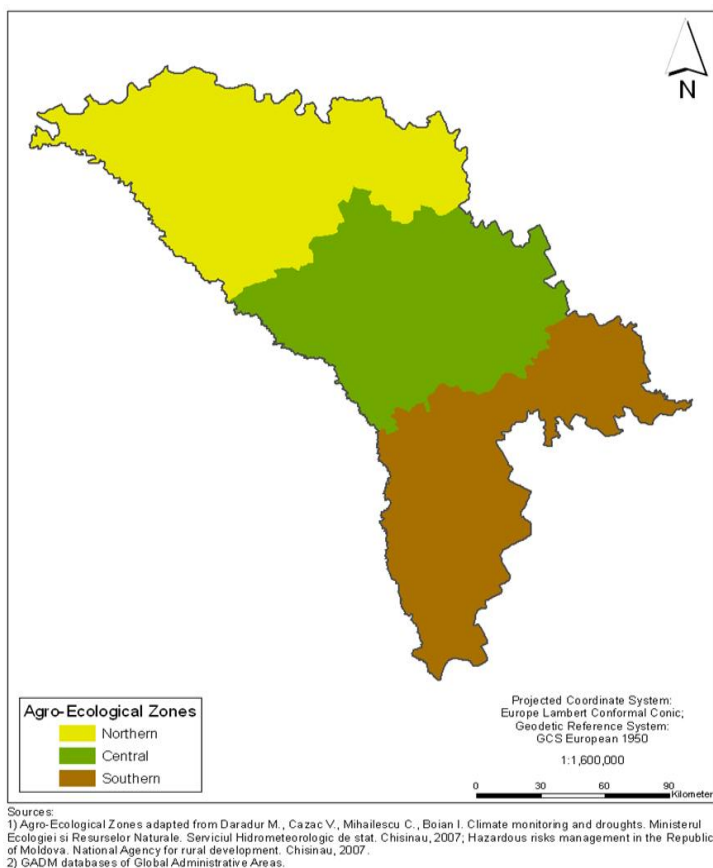 N
Agro-Ecological Zones
Northern
Central
Southern
Projected Coordinate System:
Europe Lambert Conformal Conic;
Geodetic Reference System:
GCS European 1950
1:1,600,000
0 30 60 90
Kilometer
Sources:
1) Agro-Ecological Zones adapted from Daradur M., Cazac V., Mihailescu C., Boian I. Climate monitoring and droughts. Ministerul
Ecologiei si Resurselor Naturale. Serviciul Hidrometeorologic de stat. Chisinau, 2007; Hazardous risks management in the Republic
of Moldova. National Agency for rural development. Chisinau, 2007.
2) GADM databases of Global Administrative Areas.